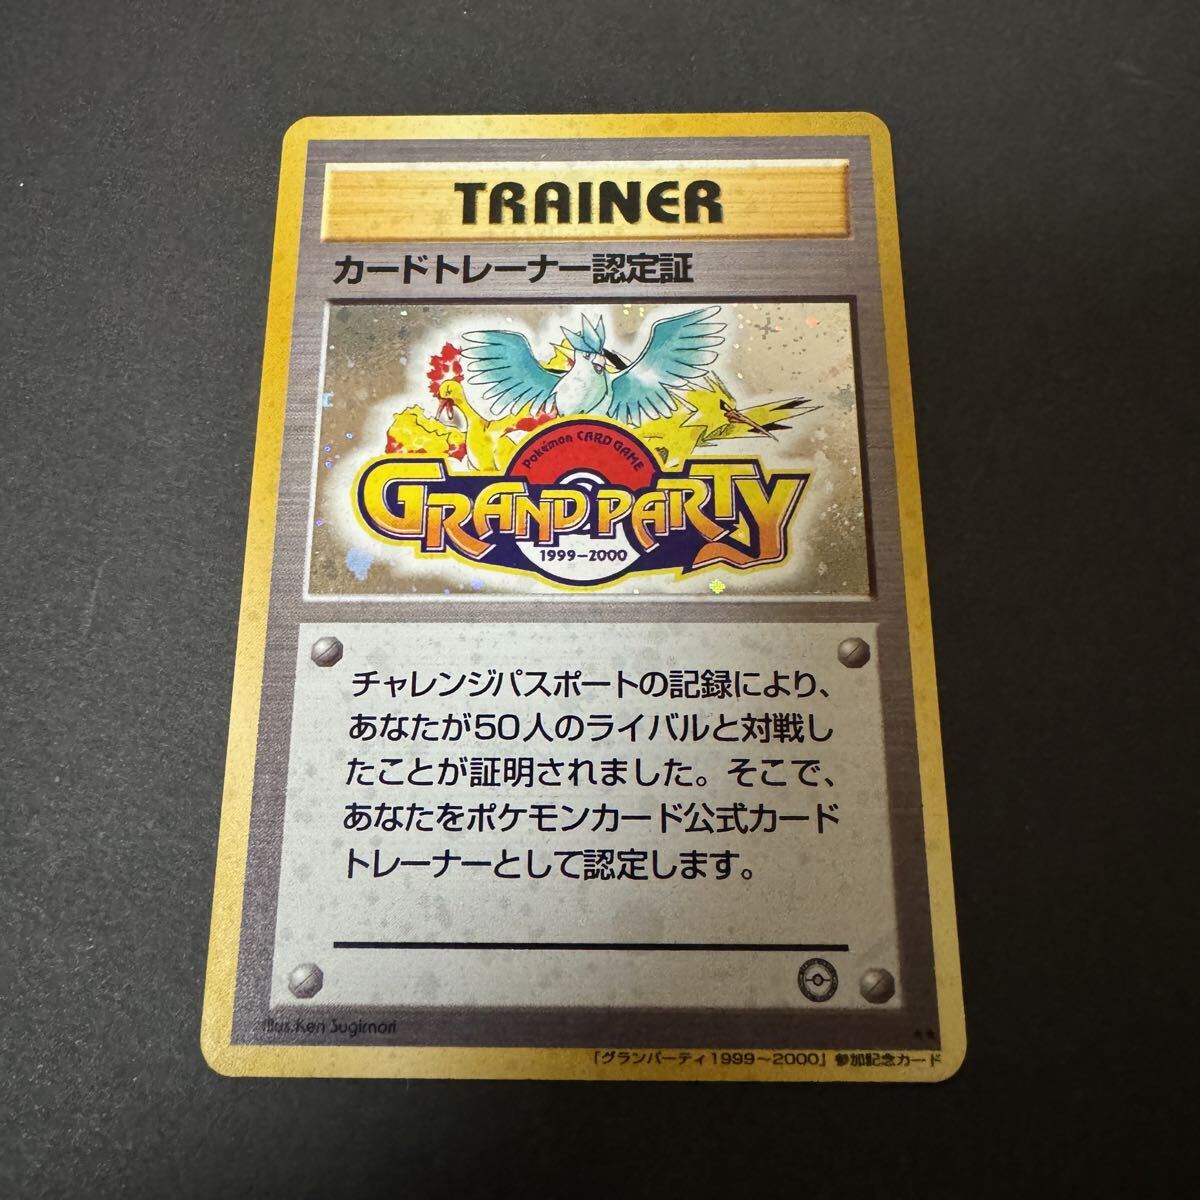 TRAINER
カードトレーナー認定証
Pokémon CARD GAME
GRAND PARTY
1999-2000
チャレンジパスポートの記録により、
あなたが50人のライバルと対戦し
たことが証明されました。そこで、
あなたをポケモンカード公式カード
トレーナーとして認定します。
Illus. Ken Sugimori
★★
「グランパーティ1999～2000」参加記念カード